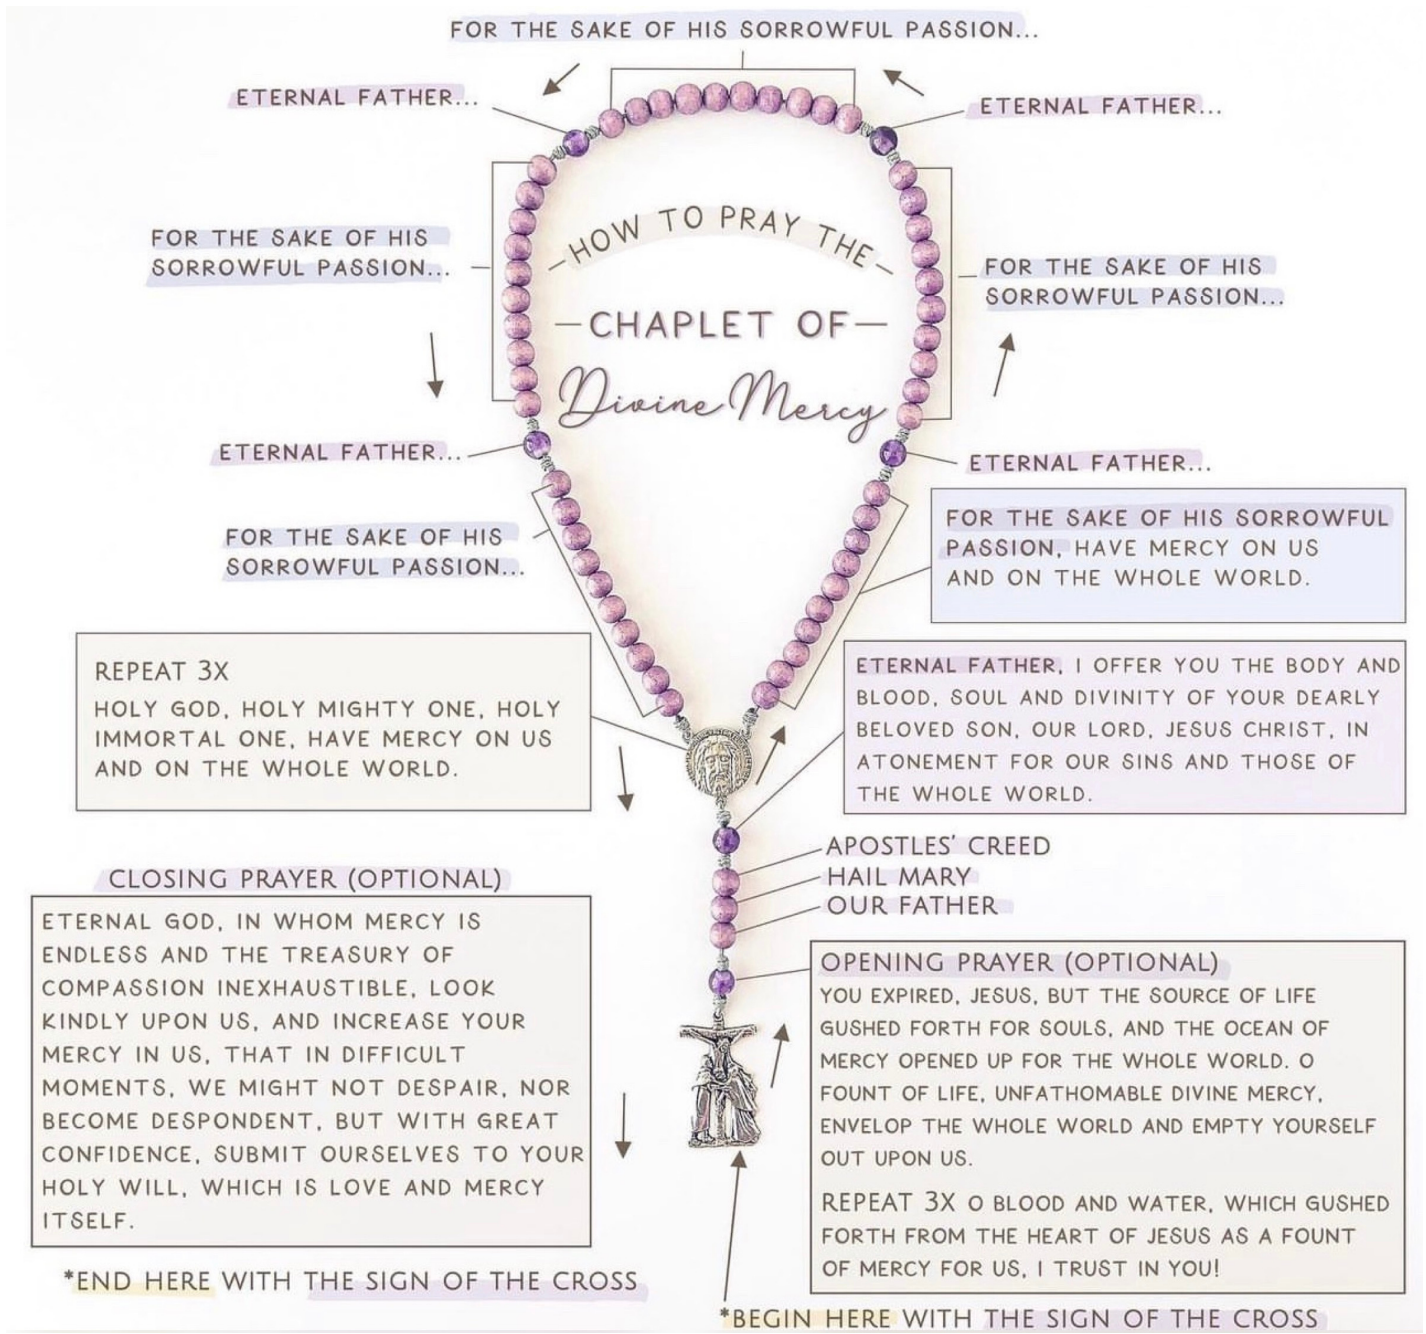 FOR THE SAKE OF HIS SORROWFUL PASSION...
ETERNAL FATHER...
ETERNAL FATHER...
HOW TO PRAY THE
CHAPLET OF
Divine Mercy
FOR THE SAKE OF HIS
SORROWFUL PASSION...
FOR THE SAKE OF HIS
SORROWFUL PASSION...
ETERNAL FATHER...
ETERNAL FATHER...
FOR THE SAKE OF HIS
SORROWFUL PASSION...
FOR THE SAKE OF HIS SORROWFUL
PASSION, HAVE MERCY ON US
AND ON THE WHOLE WORLD.
REPEAT 3X
HOLY GOD, HOLY MIGHTY ONE, HOLY
IMMORTAL ONE, HAVE MERCY ON US
AND ON THE WHOLE WORLD.
ETERNAL FATHER, I OFFER YOU THE BODY AND
BLOOD, SOUL AND DIVINITY OF YOUR DEARLY
BELOVED SON, OUR LORD, JESUS CHRIST, IN
ATONEMENT FOR OUR SINS AND THOSE OF
THE WHOLE WORLD.
APOSTLES' CREED
HAIL MARY
OUR FATHER
CLOSING PRAYER (OPTIONAL)
ETERNAL GOD, IN WHOM MERCY IS
ENDLESS AND THE TREASURY OF
COMPASSION INEXHAUSTIBLE, LOOK
KINDLY UPON US, AND INCREASE YOUR
MERCY IN US, THAT IN DIFFICULT
MOMENTS, WE MIGHT NOT DESPAIR, NOR
BECOME DESPONDENT, BUT WITH GREAT
CONFIDENCE, SUBMIT OURSELVES TO YOUR
HOLY WILL, WHICH IS LOVE AND MERCY
ITSELF.
*END HERE WITH THE SIGN OF THE CROSS
OPENING PRAYER (OPTIONAL)
YOU EXPIRED, JESUS, BUT THE SOURCE OF LIFE
GUSHED FORTH FOR SOULS, AND THE OCEAN OF
MERCY OPENED UP FOR THE WHOLE WORLD. O
FOUNT OF LIFE, UNFATHOMABLE DIVINE MERCY,
ENVELOP THE WHOLE WORLD AND EMPTY YOURSELF
OUT UPON US.
REPEAT 3X O BLOOD AND WATER, WHICH GUSHED
FORTH FROM THE HEART OF JESUS AS A FOUNT
OF MERCY FOR US, I TRUST IN YOU!
*BEGIN HERE WITH THE SIGN OF THE CROSS